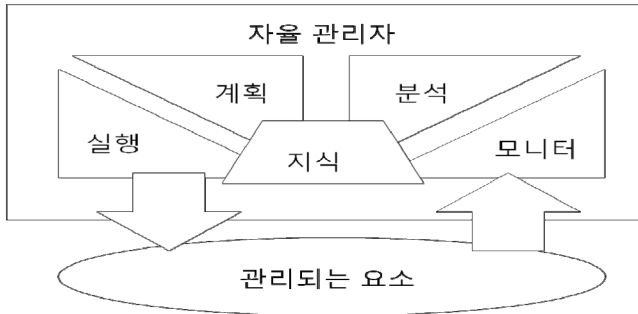 자율 관리자
계획
분석
실행
지식
모니터
관리되는 요소